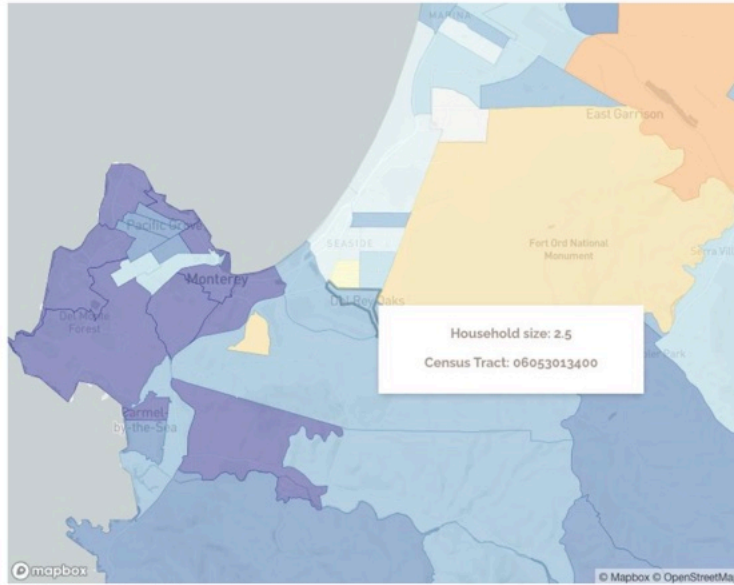 MARINA
East Garrison
Pacific Grove
SEASIDE
Fort Ord National
Monument
Monterey
Del Rey Oaks
Del Monte
Forest
Household size: 2.5
Census Tract: 06053013400
Park
Carmel-
by-the-Sea
mapbox
© Mapbox © OpenStreetMa